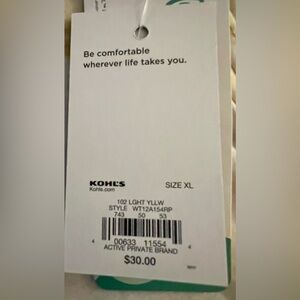 Be comfortable
wherever life takes you.
KOHL'S
Kohls.com
SIZE XL
102 LGHT YLLW
STYLE WT12A154RP
743 50 53
00633 11554
ACTIVE PRIVATE BRAND
$30.00